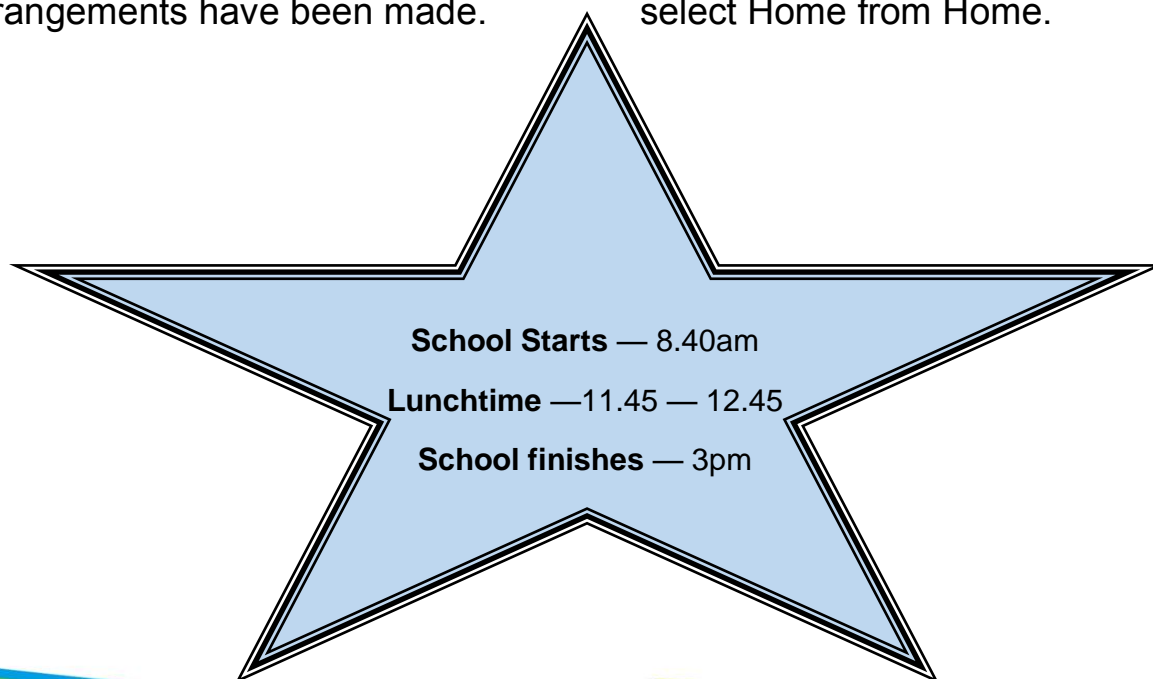 arrangements have been made.
select Home from Home.
School Starts — 8.40am
Lunchtime —11.45 — 12.45
School finishes — 3pm